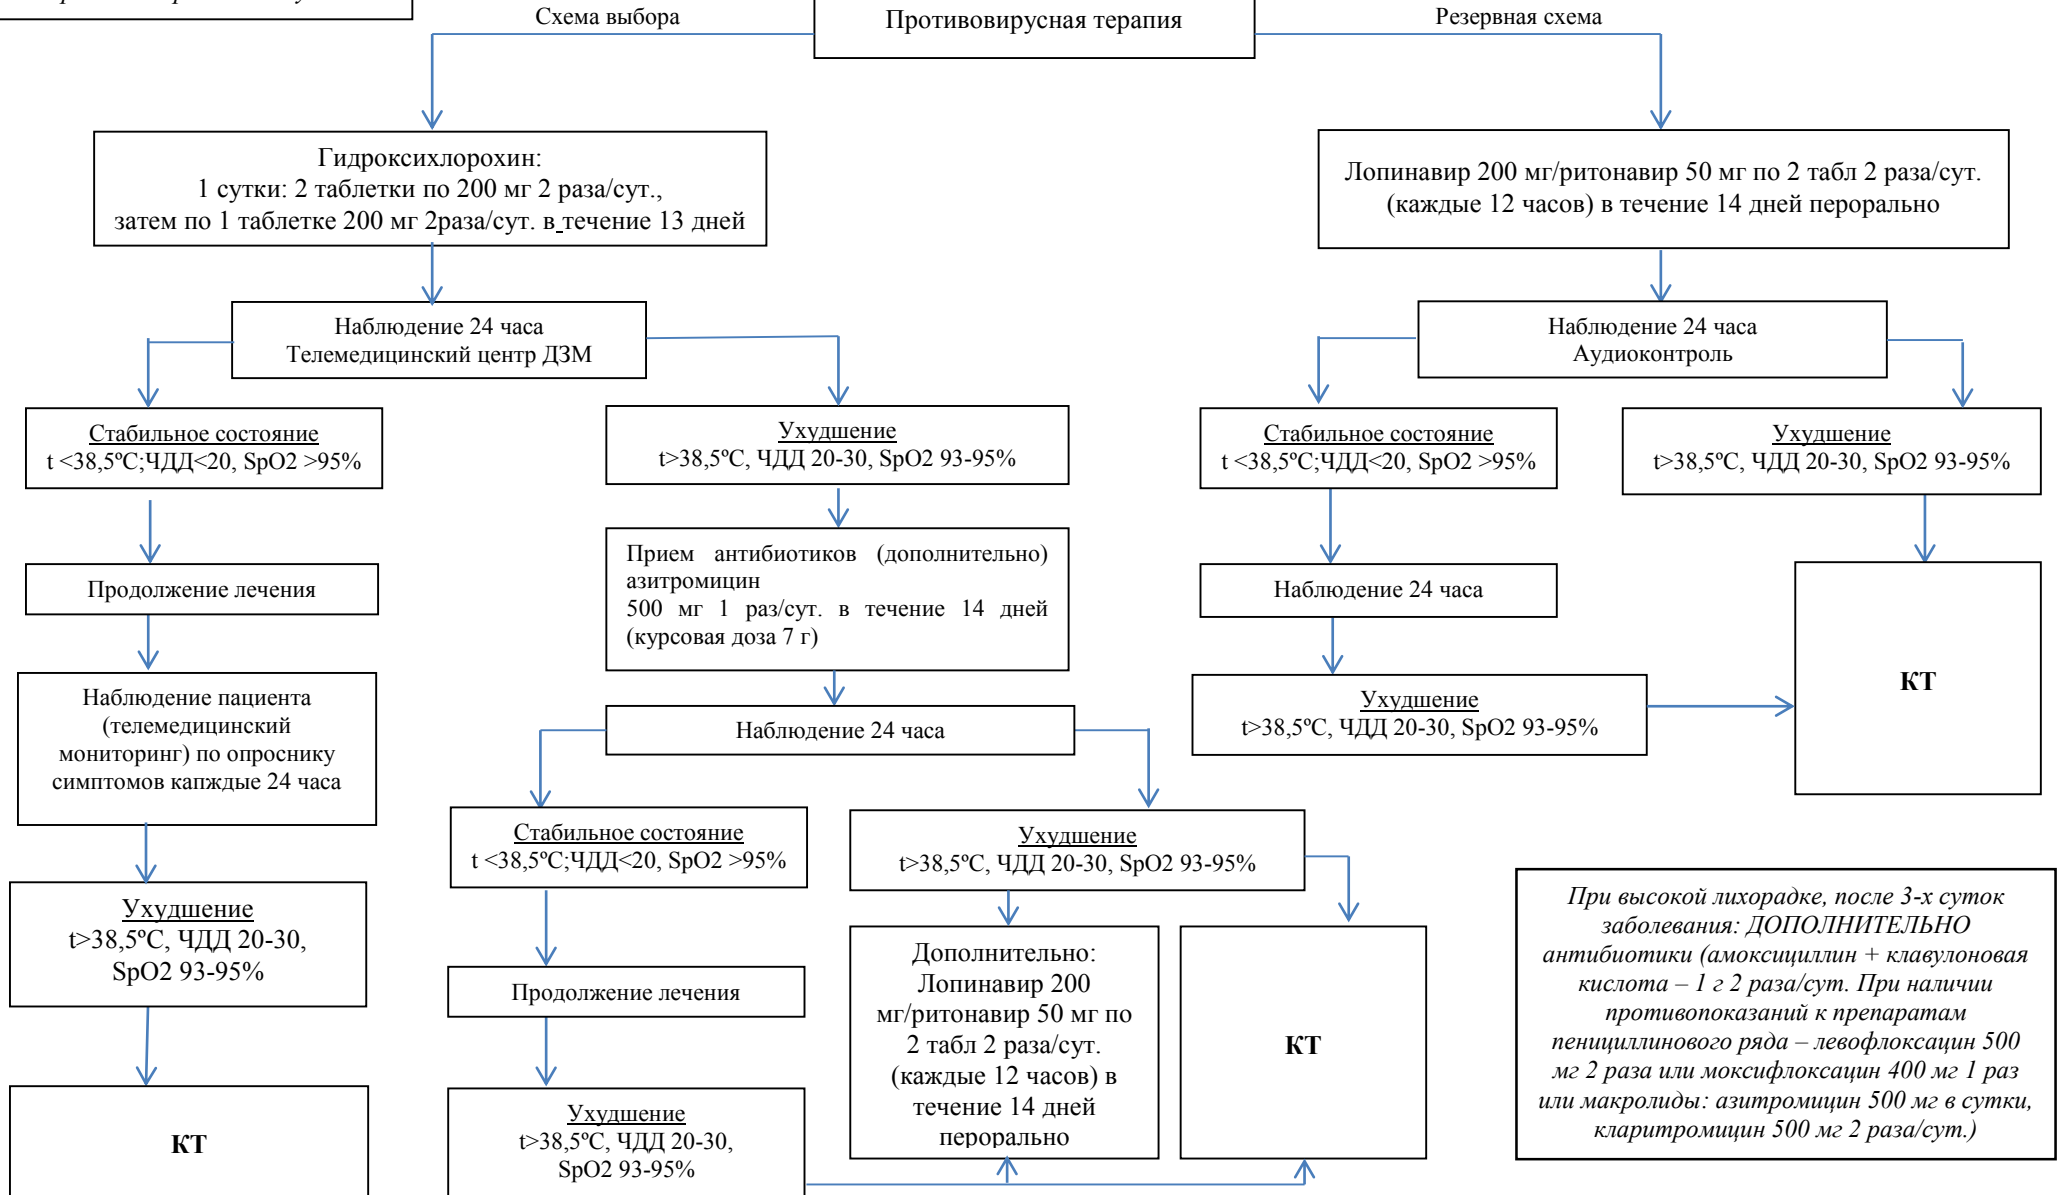 Схема выбора
Противовирусная терапия
Резервная схема
Гидроксихлорохин:
1 сутки: 2 таблетки по 200 мг 2 раза/сут.,
затем по 1 таблетке 200 мг 2раза/сут. в течение 13 дней
Лопинавир 200 мг/ритонавир 50 мг по 2 табл 2 раза/сут.
(каждые 12 часов) в течение 14 дней перорально
Наблюдение 24 часа
Телемедицинский центр ДЗМ
Наблюдение 24 часа
Аудиоконтроль
Стабильное состояние
t <38,5ºС;ЧДД<20, SpO2 >95%
Ухудшение
t>38,5ºС, ЧДД 20-30, SpO2 93-95%
Стабильное состояние
t <38,5ºС;ЧДД<20, SpO2 >95%
Ухудшение
t>38,5ºС, ЧДД 20-30, SpO2 93-95%
Продолжение лечения
Прием антибиотиков (дополнительно)
азитромицин
500 мг 1 раз/сут. в течение 14 дней
(курсовая доза 7 г)
Наблюдение 24 часа
КТ
Наблюдение пациента
(телемедицинский
мониторинг) по опроснику
симптомов капждые 24 часа
Наблюдение 24 часа
Ухудшение
t>38,5ºС, ЧДД 20-30, SpO2 93-95%
Стабильное состояние
t <38,5ºС;ЧДД<20, SpO2 >95%
Ухудшение
t>38,5ºС, ЧДД 20-30, SpO2 93-95%
Ухудшение
t>38,5ºС, ЧДД 20-30,
SpO2 93-95%
Продолжение лечения
Дополнительно:
Лопинавир 200
мг/ритонавир 50 мг по
2 табл 2 раза/сут.
(каждые 12 часов) в
течение 14 дней
перорально
КТ
При высокой лихорадке, после 3-х суток
заболевания: ДОПОЛНИТЕЛЬНО
антибиотики (амоксициллин + клавулоновая
кислота – 1 г 2 раза/сут. При наличии
противопоказаний к препаратам
пенициллинового ряда – левофлоксацин 500
мг 2 раза или моксифлоксацин 400 мг 1 раз
или макролиды: азитромицин 500 мг в сутки,
кларитромицин 500 мг 2 раза/сут.)
КТ
Ухудшение
t>38,5ºС, ЧДД 20-30,
SpO2 93-95%